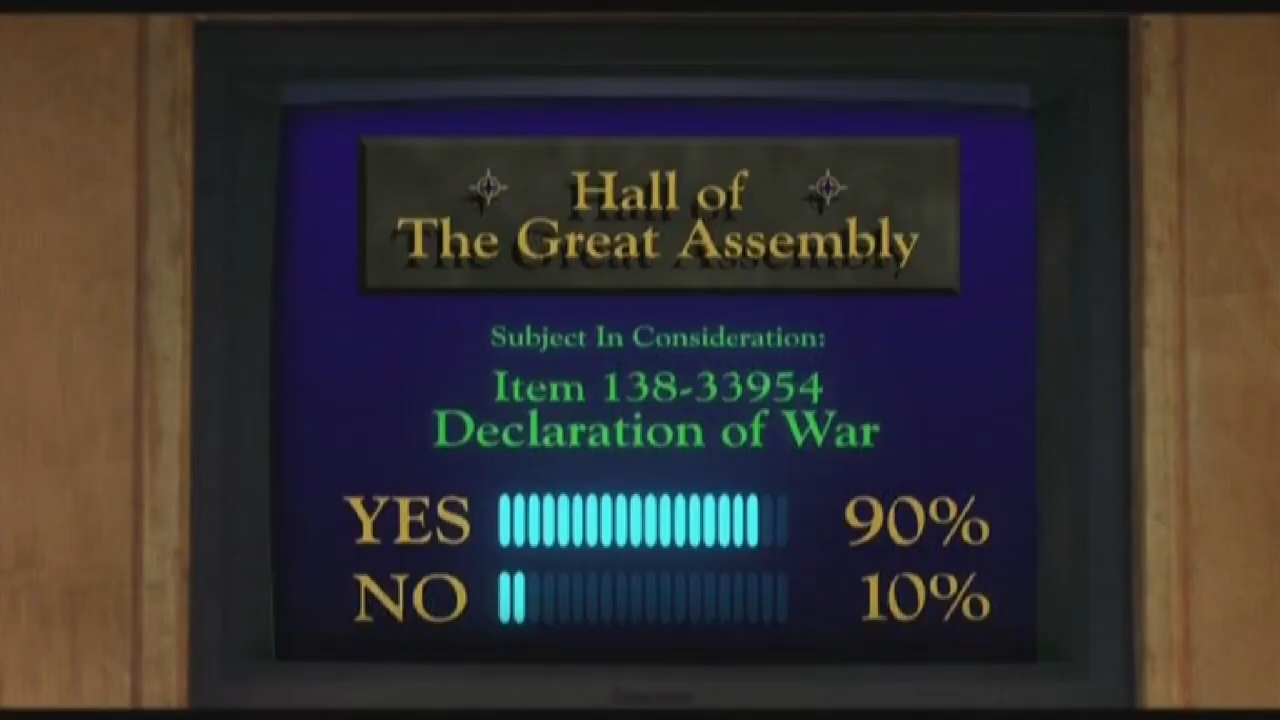 Hall of
The Great Assembly
Subject In Consideration:
Item 138-33954
Declaration of War
YES 90%
NO 10%